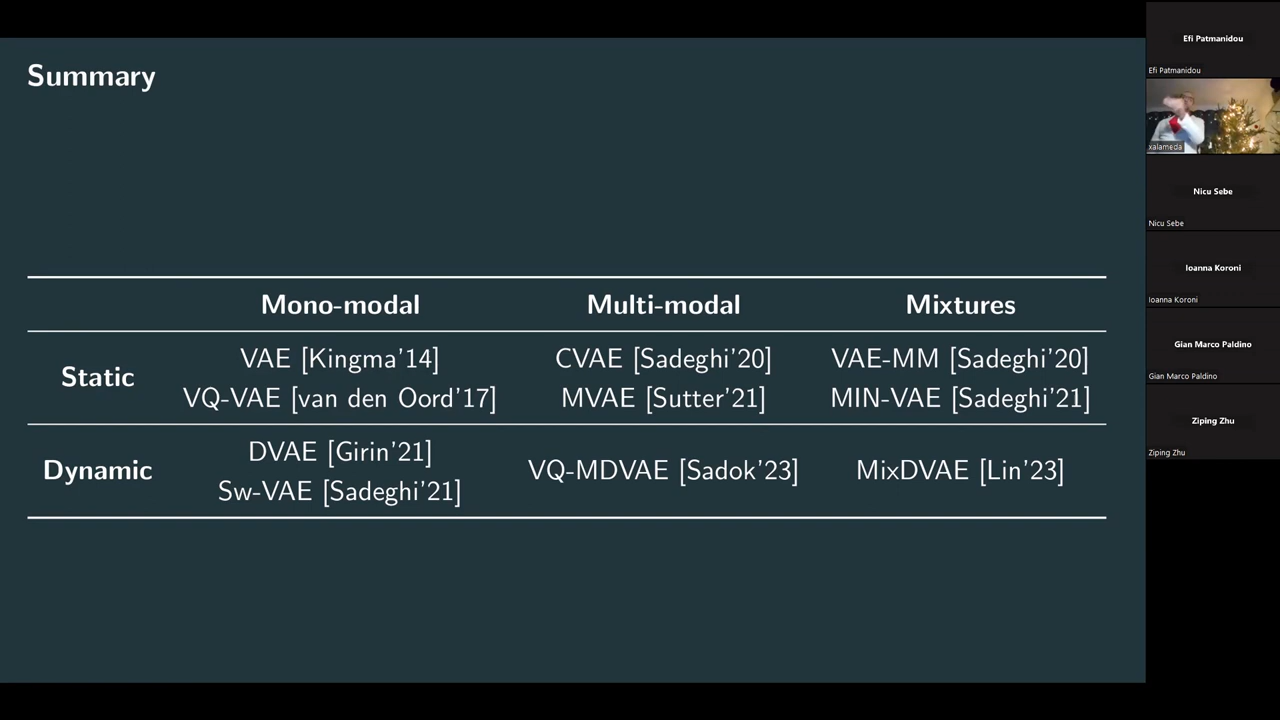 Summary
Mono-modal Multi-modal Mixtures
Static
VAE [Kingma'14] CVAE [Sadeghi'20] VAE-MM [Sadeghi'20]
VQ-VAE [van den Oord'17] MVAE [Sutter'21] MIN-VAE [Sadeghi'21]
Dynamic
DVAE [Girin'21]
Sw-VAE [Sadeghi'21]
VQ-MDVAE [Sadok'23] MixDVAE [Lin'23]
Efi Patmanidou
Efi Patmanidou
xalameda
Nicu Sebe
Nicu Sebe
Ioanna Koroni
Ioanna Koroni
Gian Marco Paldino
Gian Marco Paldino
Ziping Zhu
Ziping Zhu